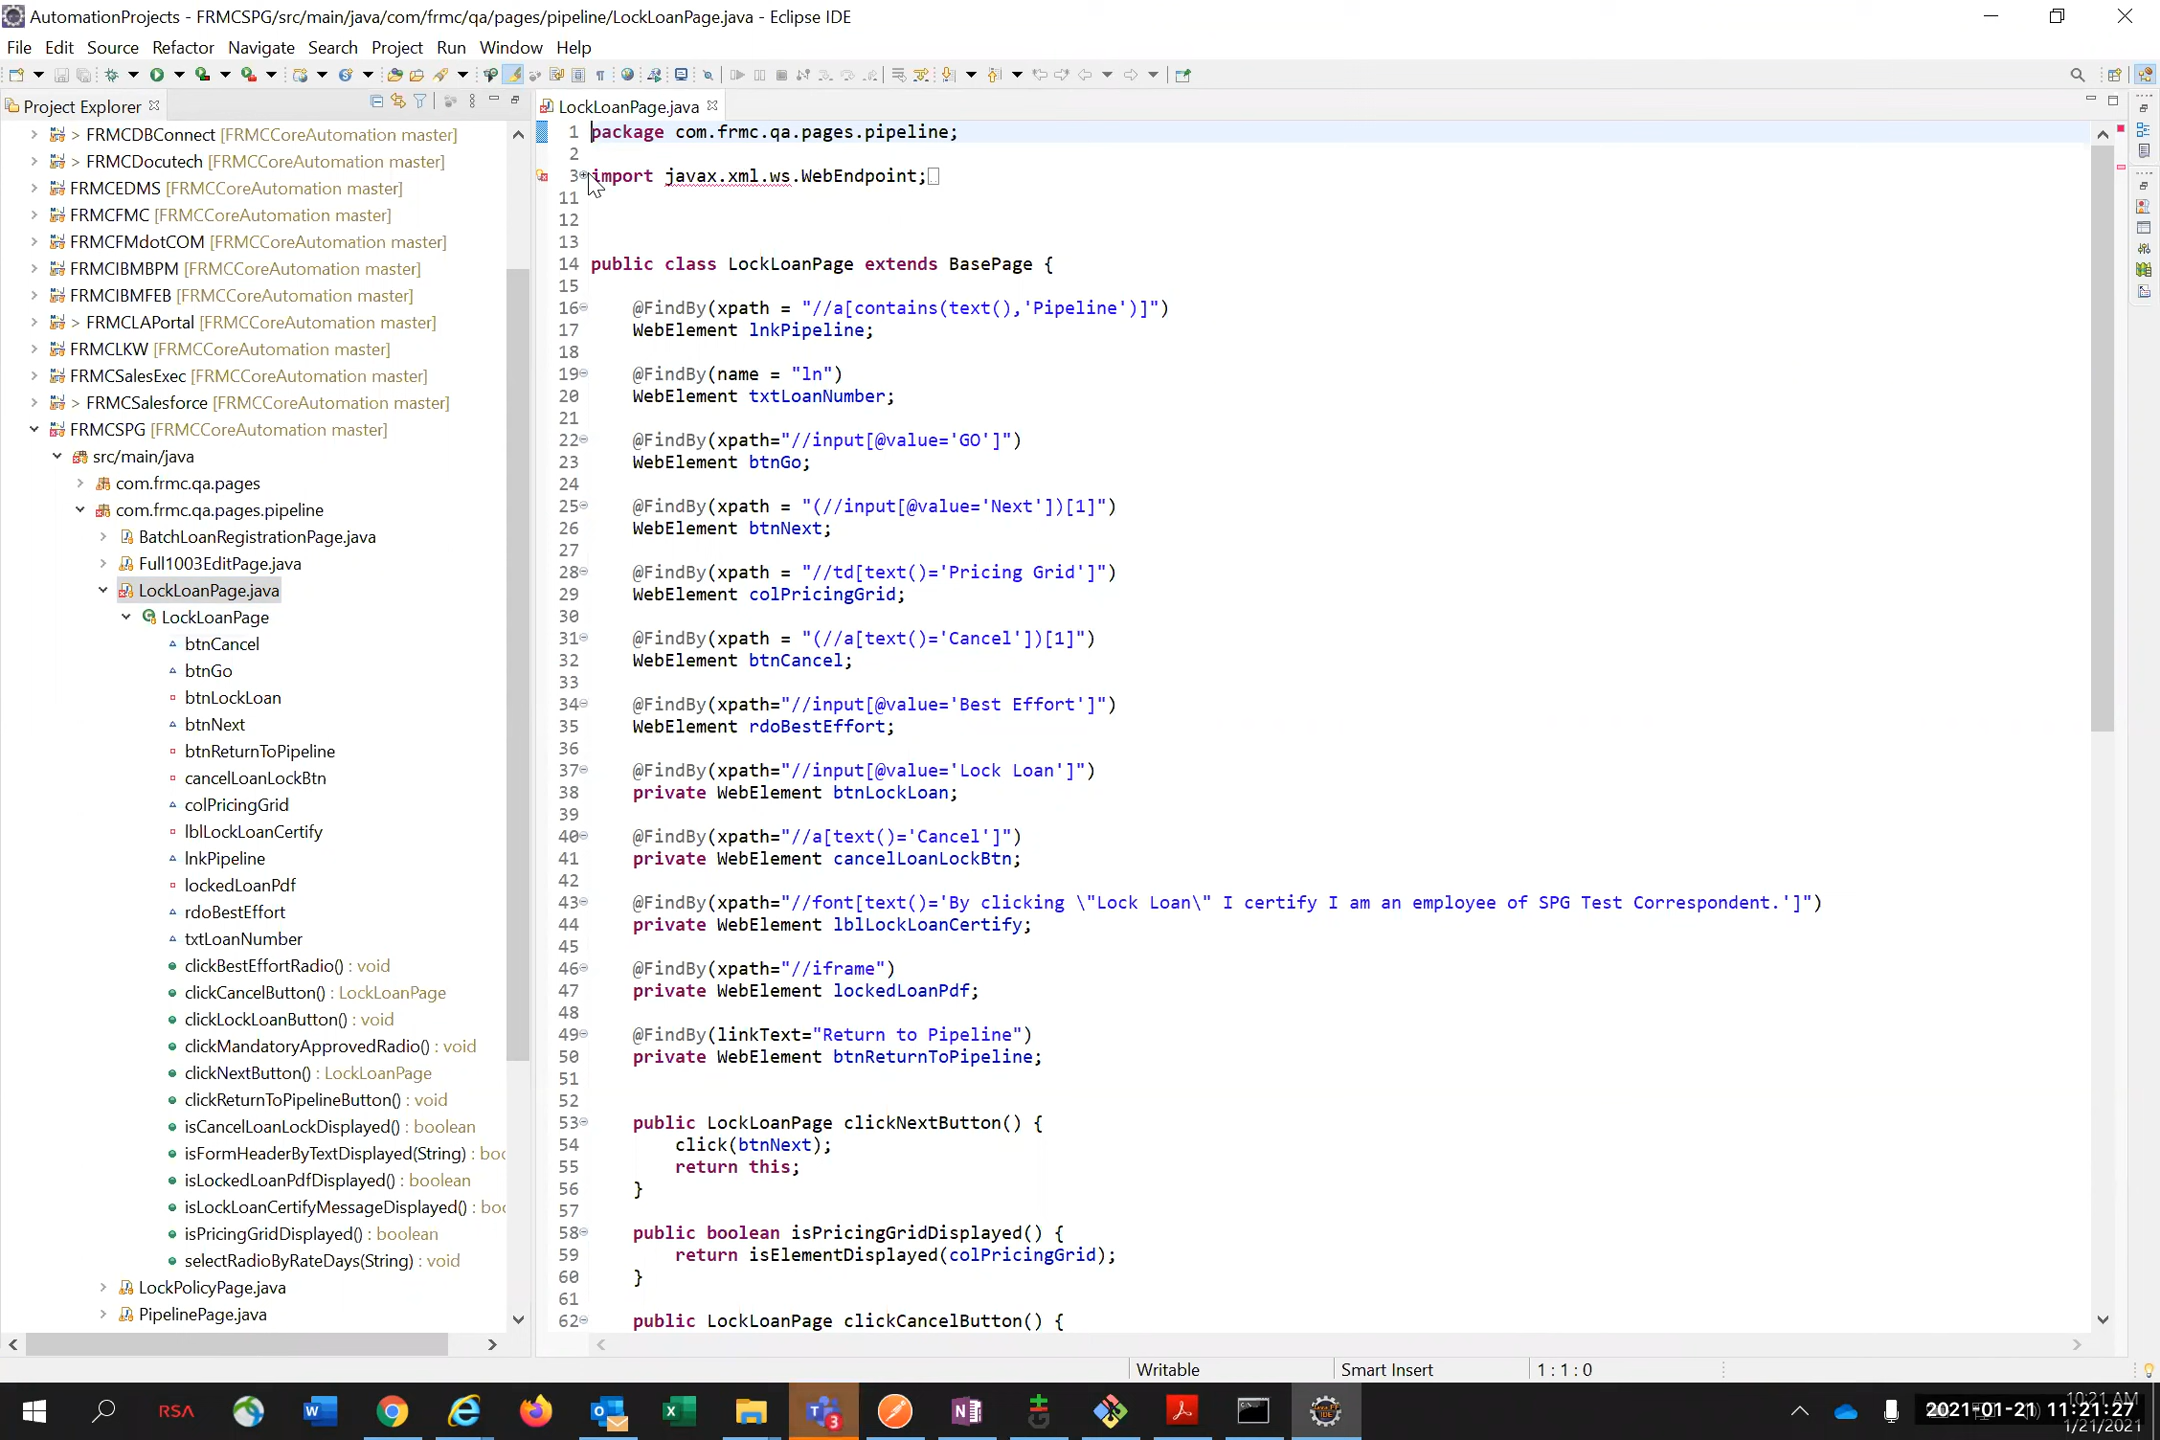 AutomationProjects - FRMCSPG/src/main/java/com/frmc/qa/pages/pipeline/LockLoanPage.java - Eclipse IDE
File Edit Source Refactor Navigate Search Project Run Window Help
Project Explorer
> FRMCDBConnect [FRMCCoreAutomation master]
> FRMCDocutech [FRMCCoreAutomation master]
FRMCEDMS [FRMCCoreAutomation master]
FRMCFMC [FRMCCoreAutomation master]
FRMCFMdotCOM [FRMCCoreAutomation master]
FRMCIBMBPM [FRMCCoreAutomation master]
FRMCIBMFEB [FRMCCoreAutomation master]
> FRMCLAPortal [FRMCCoreAutomation master]
FRMCLKW [FRMCCoreAutomation master]
FRMCSalesExec [FRMCCoreAutomation master]
> FRMCSalesforce [FRMCCoreAutomation master]
FRMCSPG [FRMCCoreAutomation master]
src/main/java
com.frmc.qa.pages
com.frmc.qa.pages.pipeline
BatchLoanRegistrationPage.java
Full1003EditPage.java
LockLoanPage.java
LockLoanPage
btnCancel
btnGo
btnLockLoan
btnNext
btnReturnToPipeline
cancelLoanLockBtn
colPricingGrid
lblLockLoanCertify
lnkPipeline
lockedLoanPdf
rdoBestEffort
txtLoanNumber
clickBestEffortRadio() : void
clickCancelButton() : LockLoanPage
clickLockLoanButton() : void
clickMandatoryApprovedRadio() : void
clickNextButton() : LockLoanPage
clickReturnToPipelineButton() : void
isCancelLoanLockDisplayed() : boolean
isFormHeaderByTextDisplayed(String) : boo
isLockedLoanPdfDisplayed() : boolean
isLockLoanCertifyMessageDisplayed() : boo
isPricingGridDisplayed() : boolean
selectRadioByRateDays(String) : void
LockPolicyPage.java
PipelinePage.java
LockLoanPage.java
1 package com.frmc.qa.pages.pipeline;
2
3 import javax.xml.ws.WebEndpoint;
11
12
13
14 public class LockLoanPage extends BasePage {
15
16 @FindBy(xpath = "//a[contains(text(),'Pipeline')]")
17 WebElement lnkPipeline;
18
19 @FindBy(name = "ln")
20 WebElement txtLoanNumber;
21
22 @FindBy(xpath="//input[@value='GO']")
23 WebElement btnGo;
24
25 @FindBy(xpath = "(//input[@value='Next'])[1]")
26 WebElement btnNext;
27
28 @FindBy(xpath = "//td[text()='Pricing Grid']")
29 WebElement colPricingGrid;
30
31 @FindBy(xpath = "(//a[text()='Cancel'])[1]")
32 WebElement btnCancel;
33
34 @FindBy(xpath="//input[@value='Best Effort']")
35 WebElement rdoBestEffort;
36
37 @FindBy(xpath="//input[@value='Lock Loan']")
38 private WebElement btnLockLoan;
39
40 @FindBy(xpath="//a[text()='Cancel']")
41 private WebElement cancelLoanLockBtn;
42
43 @FindBy(xpath="//font[text()='By clicking \"Lock Loan\" I certify I am an employee of SPG Test Correspondent.']")
44 private WebElement lblLockLoanCertify;
45
46 @FindBy(xpath="//iframe")
47 private WebElement lockedLoanPdf;
48
49 @FindBy(linkText="Return to Pipeline")
50 private WebElement btnReturnToPipeline;
51
52
53 public LockLoanPage clickNextButton() {
54 click(btnNext);
55 return this;
56 }
57
58 public boolean isPricingGridDisplayed() {
59 return isElementDisplayed(colPricingGrid);
60 }
61
62 public LockLoanPage clickCancelButton() {
Writable Smart Insert 1 : 1 : 0
RSA
3
10:21 AM
2021-01-21 11:21:27
1/21/2021